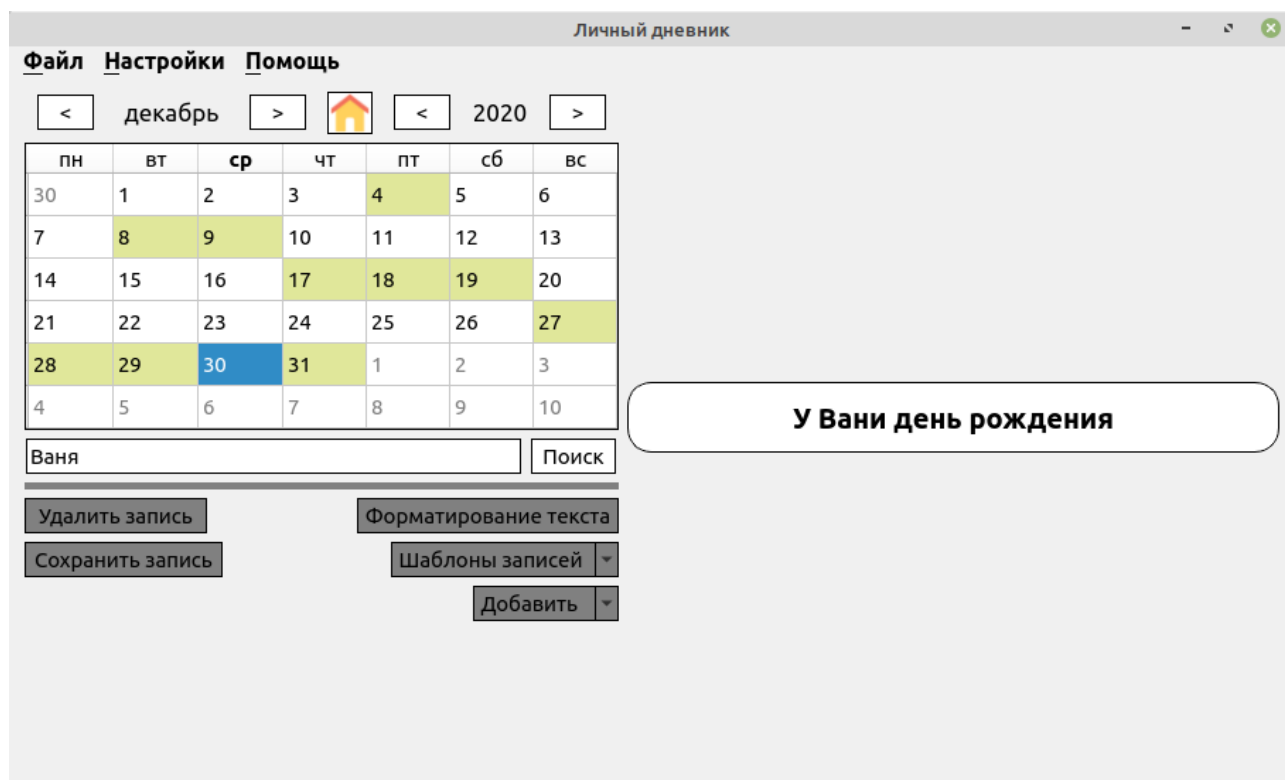 Личный дневник
Файл Настройки Помощь
< декабрь > < 2020 >
пн вт ср чт пт сб вс
30 1 2 3 4 5 6
7 8 9 10 11 12 13
14 15 16 17 18 19 20
21 22 23 24 25 26 27
28 29 30 31 1 2 3
4 5 6 7 8 9 10
Ваня Поиск
Удалить запись Форматирование текста
Сохранить запись Шаблоны записей
Добавить
У Вани день рождения